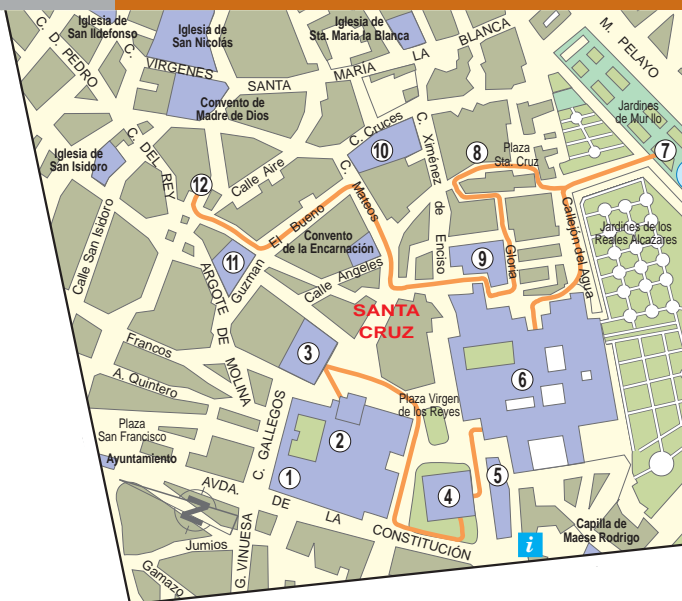 Iglesia de
San Ildefonso
Iglesia de
San Nicolás
Iglesia de
Sta. Maria la Blanca
C. D. PEDRO
C.
VIRGENES
SANTA
MARIA
LA
BLANCA
M. PELAYO
Convento de
Madre de Dios
Jardines
de Murillo
C. Cruces
C. Ximénez de Enciso
8
Plaza
Sta. Cruz
7
10
Iglesia de
San Isidoro
C. DEL REY
12
Calle Aire
C. Mateos
Calle San Isidoro
El Bueno
Guzman
Convento
de la Encarnación
Calle Angeles
11
9
Gloria
Callejón del Agua
Jardines de los
Reales Alcazáres
ARGOTE DE MOLINA
SANTA
CRUZ
Francos
3
6
A. Quintero
C. GALLEGOS
Plaza Virgen
de los Reyes
Plaza
San Francisco
2
Ayuntamiento
1
5
4
AVDA.
DE
LA
CONSTITUCIÓN
N
Jumios
G. VINUESA
Gamazo
i
Capilla de
Maese Rodrigo